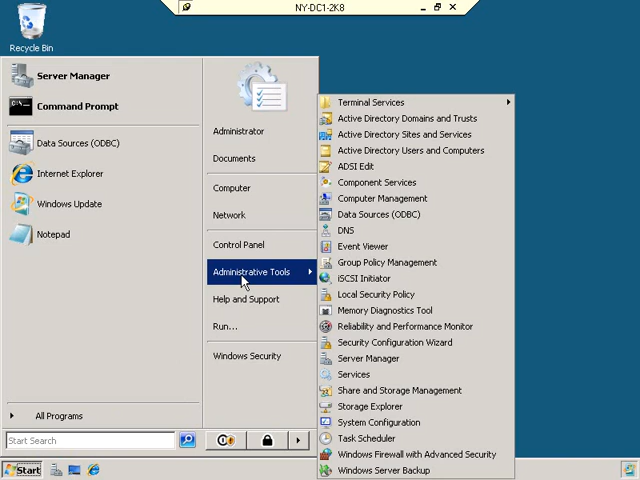 NY-DC1-2K8
Recycle Bin
Server Manager
Command Prompt
Data Sources (ODBC)
Internet Explorer
Windows Update
Notepad
All Programs
Start Search
Administrator
Documents
Computer
Network
Control Panel
Administrative Tools
Help and Support
Run...
Windows Security
Terminal Services
Active Directory Domains and Trusts
Active Directory Sites and Services
Active Directory Users and Computers
ADSI Edit
Component Services
Computer Management
Data Sources (ODBC)
DNS
Event Viewer
Group Policy Management
iSCSI Initiator
Local Security Policy
Memory Diagnostics Tool
Reliability and Performance Monitor
Security Configuration Wizard
Server Manager
Services
Share and Storage Management
Storage Explorer
System Configuration
Task Scheduler
Windows Firewall with Advanced Security
Windows Server Backup
Start